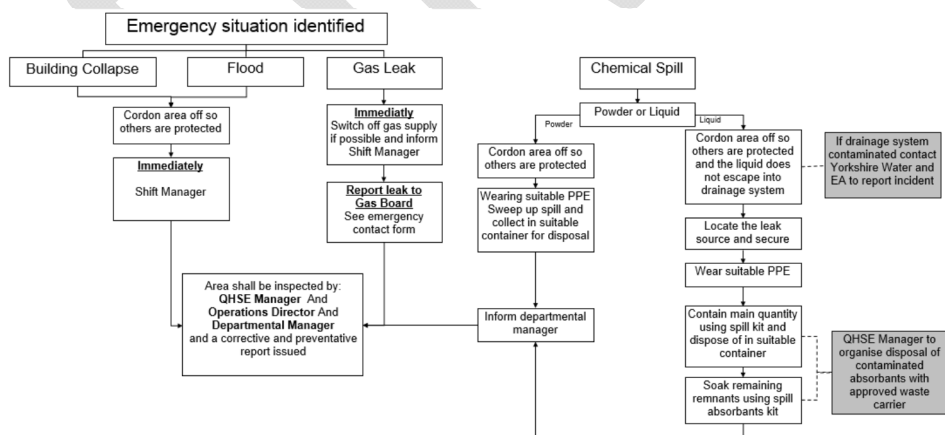 Emergency situation identified
Building Collapse
Flood
Gas Leak
Chemical Spill
Cordon area off so
others are protected
Immediately
Shift Manager
Immediatly
Switch off gas supply
if possible and inform
Shift Manager
Report leak to
Gas Board
See emergency
contact form
Powder or Liquid
Powder
Liquid
Cordon area off so
others are protected
Wearing suitable PPE
Sweep up spill and
collect in suitable
container for disposal
Cordon area off so
others are protected
and the liquid does
not escape into
drainage system
If drainage system
contaminated contact
Yorkshire Water and
EA to report incident
Locate the leak
source and secure
Wear suitable PPE
Area shall be inspected by:
QHSE Manager And
Operations Director And
Departmental Manager
and a corrective and preventative
report issued
Inform departmental
manager
Contain main quantity
using spill kit and
dispose of in suitable
container
Soak remaining
remnants using spill
absorbants kit
QHSE Manager to
organise disposal of
contaminated
absorbants with
approved waste
carrier